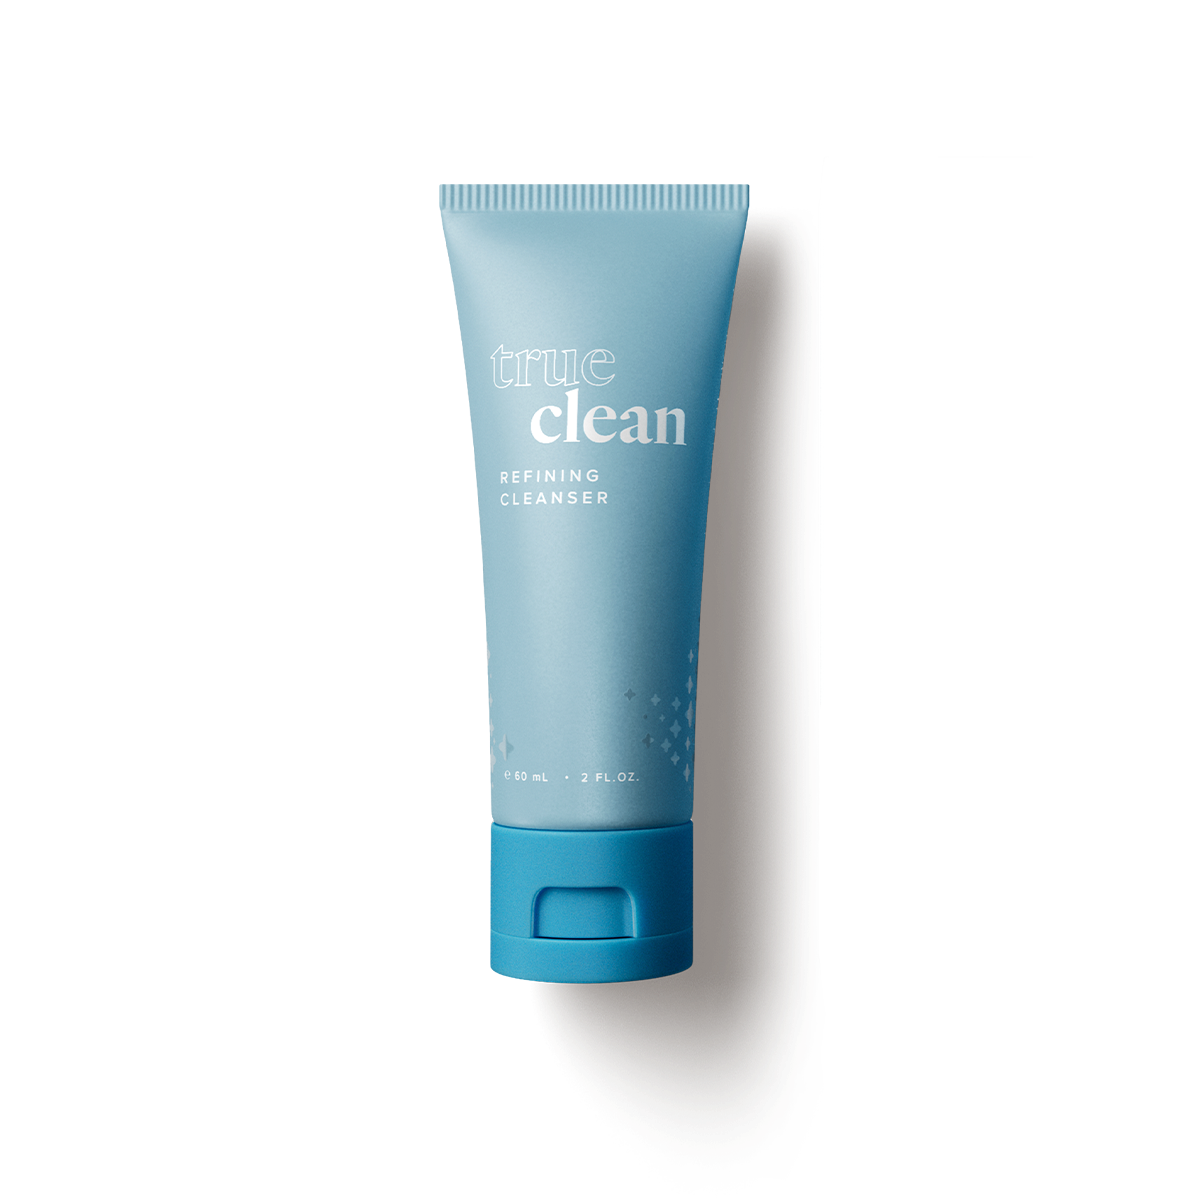 true
clean
REFINING
CLEANSER
℮ 60 mL • 2 FL.OZ.